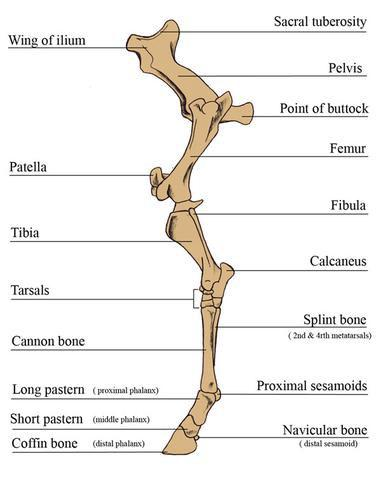 Sacral tuberosity
Wing of ilium
Pelvis
Point of buttock
Femur
Patella
Fibula
Tibia
Calcaneus
Tarsals
Splint bone
( 2nd & 4rth metatarsals)
Cannon bone
Proximal sesamoids
Long pastern ( proximal phalanx)
Short pastern (middle phalanx)
Navicular bone
Coffin bone (distal phalanx)
( distal sesamoid)